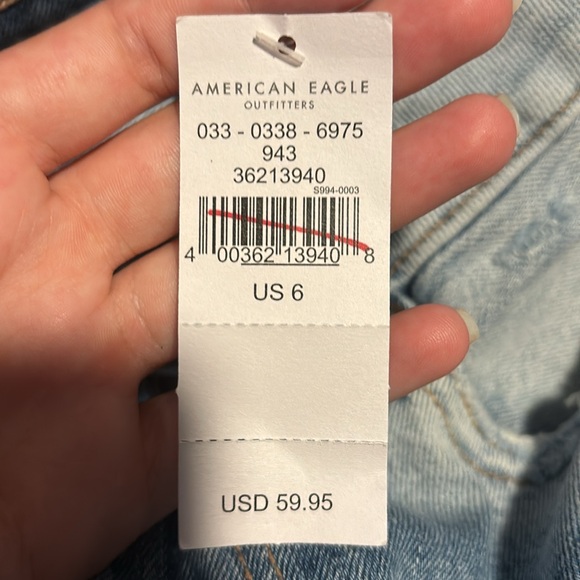 AMERICAN EAGLE
OUTFITTERS
033 - 0338 - 6975
943
36213940
S994-0003
4 00362 13940 8
US 6
USD 59.95